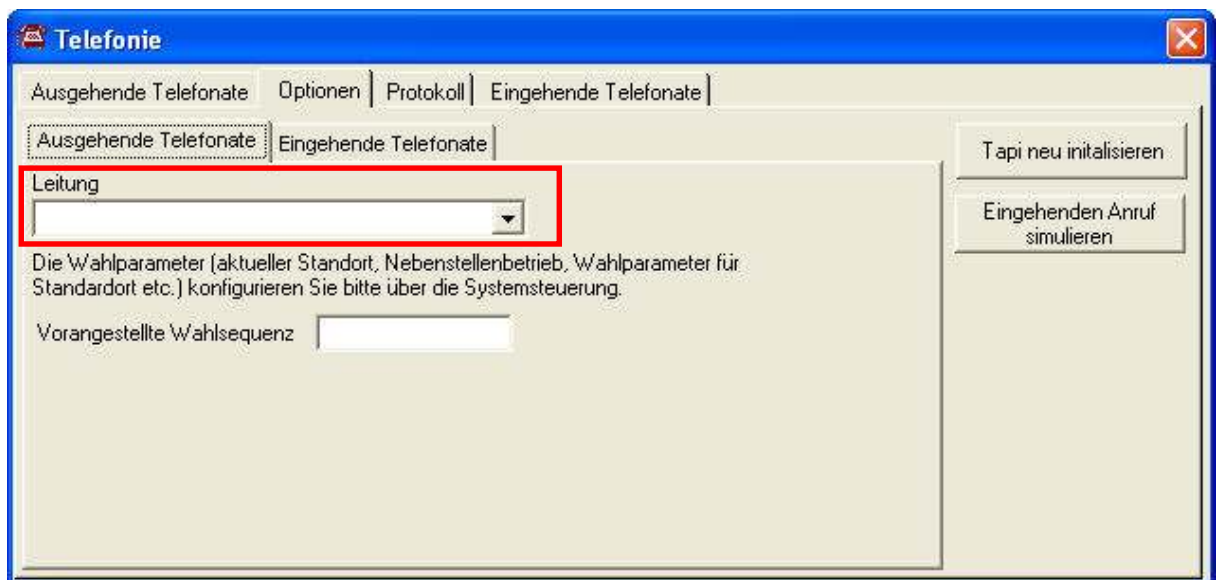 Telefonie
Ausgehende Telefonate Optionen Protokoll Eingehende Telefonate
Ausgehende Telefonate Eingehende Telefonate
Leitung
Die Wahlparameter (aktueller Standort, Nebenstellenbetrieb, Wahlparameter für
Standardort etc.) konfigurieren Sie bitte über die Systemsteuerung.
Vorangestellte Wahlsequenz
Tapi neu initalisieren
Eingehenden Anruf
simulieren